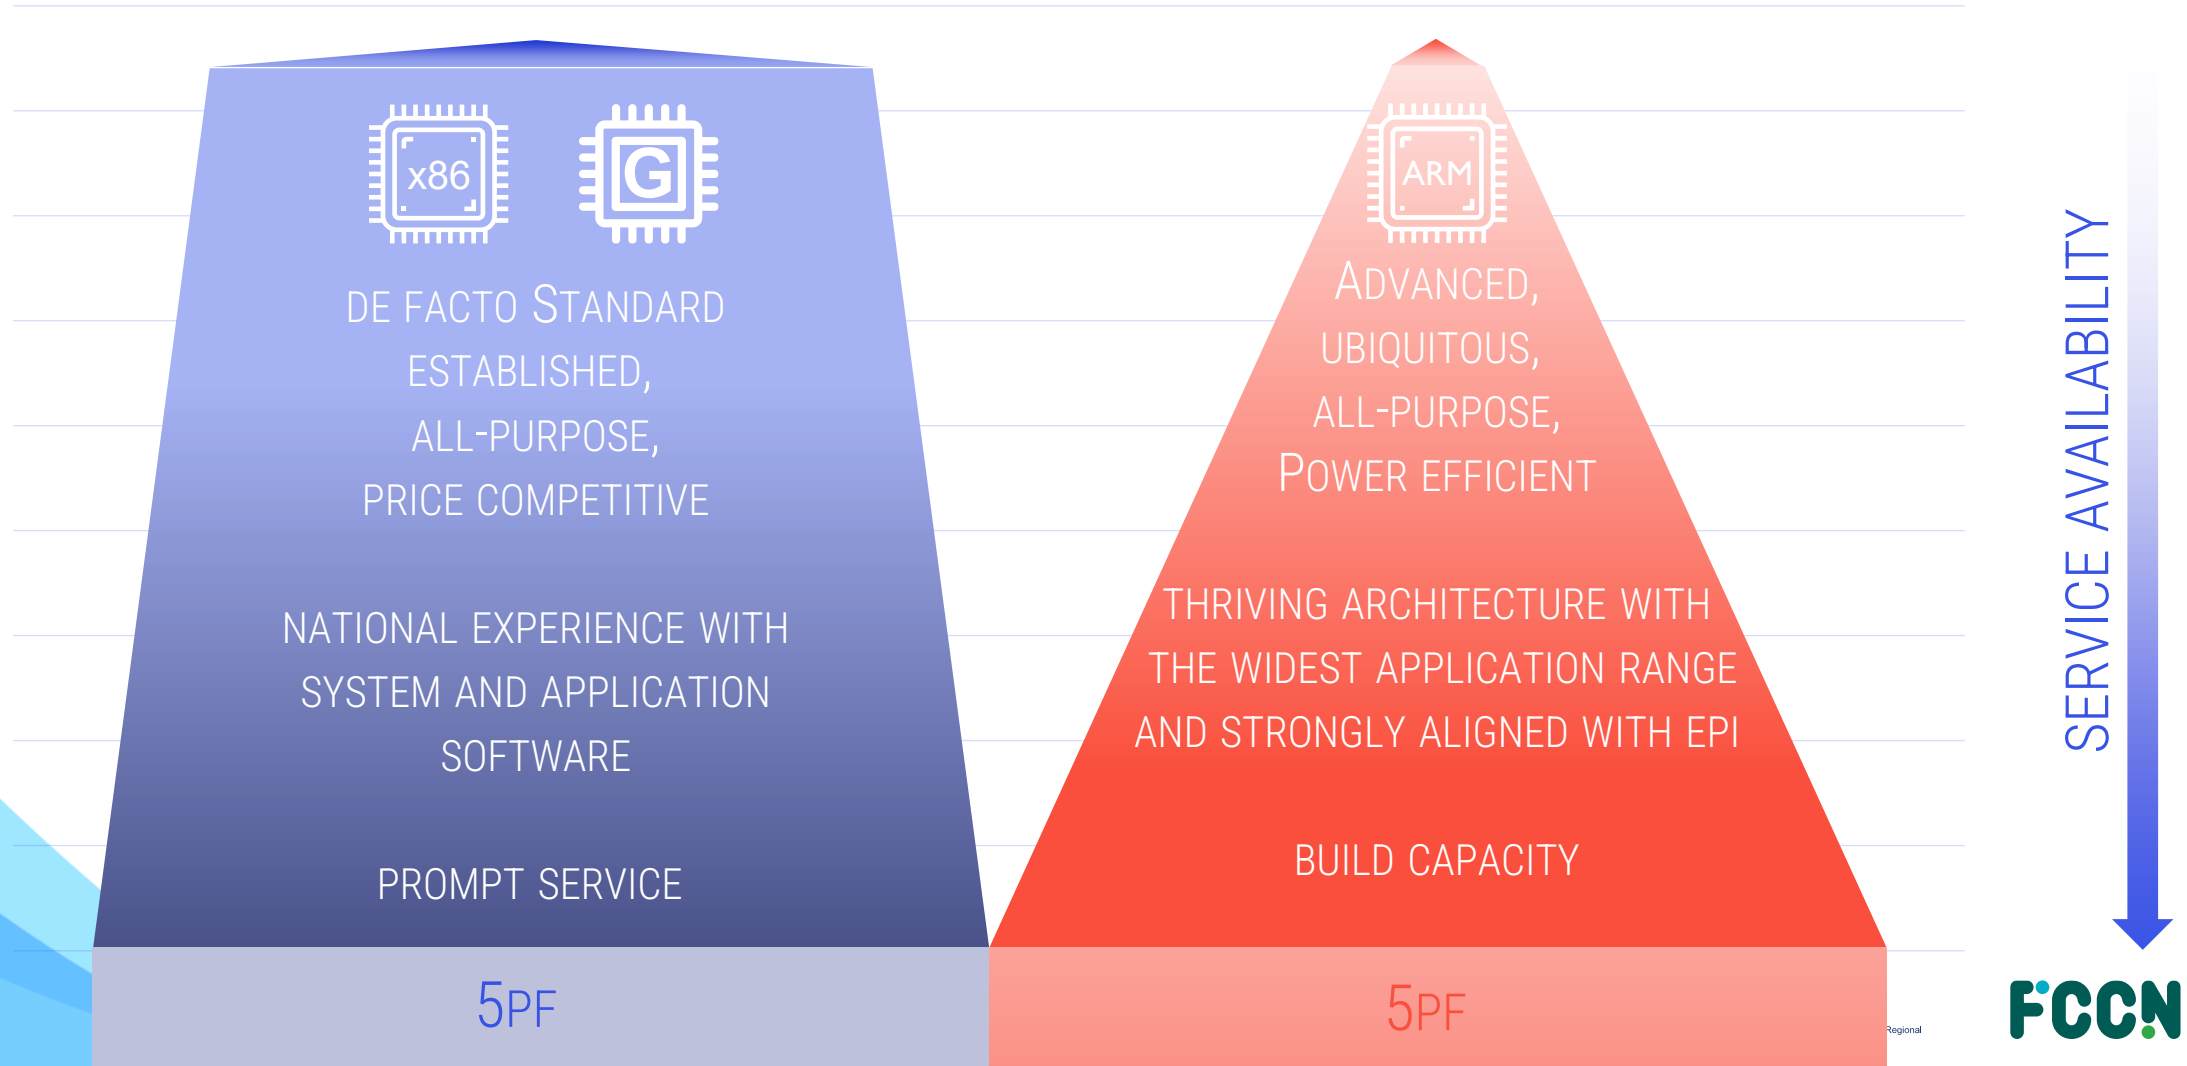 x86
G
DE FACTO STANDARD
ESTABLISHED,
ALL-PURPOSE,
PRICE COMPETITIVE
NATIONAL EXPERIENCE WITH
SYSTEM AND APPLICATION
SOFTWARE
PROMPT SERVICE
5PF
ARM
ADVANCED,
UBIQUITOUS,
ALL-PURPOSE,
POWER EFFICIENT
THRIVING ARCHITECTURE WITH
THE WIDEST APPLICATION RANGE
AND STRONGLY ALIGNED WITH EPI
BUILD CAPACITY
5PF
SERVICE AVAILABILITY
Regional
FCCN